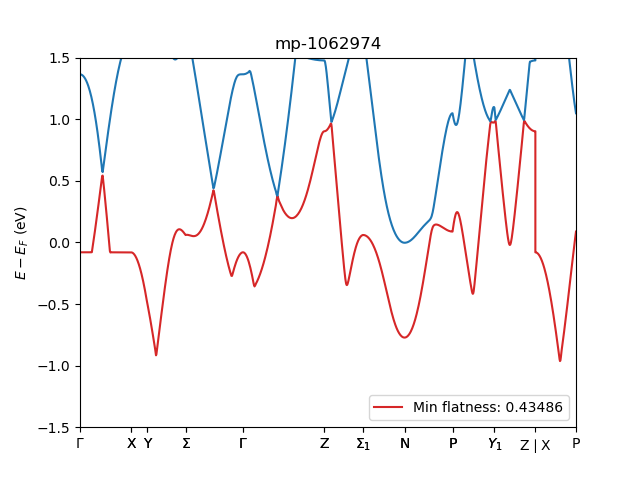 mp-1062974
E − E_F (eV)
1.5
1.0
0.5
0.0
−0.5
−1.0
−1.5
Min flatness: 0.43486
Γ X Y Σ Γ Z Σ₁ N P Y₁ Z | X P